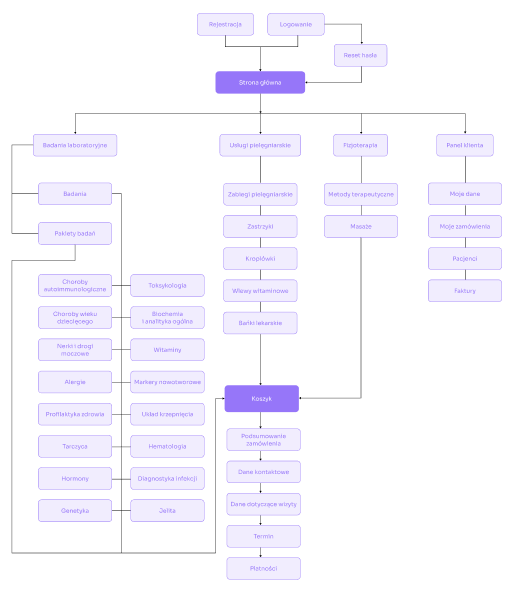 Rejestracja
Logowanie
Reset hasła
Strona główna
Badania laboratoryjne
Usługi pielęgniarskie
Fizjoterapia
Panel klienta
Badania
Zabiegi pielęgniarskie
Metody terapeutyczne
Moje dane
Pakiety badań
Zastrzyki
Masaże
Moje zamówienia
Kroplówki
Pacjenci
Choroby
autoimmunologiczne
Toksykologia
Wlewy witaminowe
Faktury
Choroby wieku
dziecięcego
Biochemia
i analityka ogólna
Bańki lekarskie
Nerki i drogi
moczowe
Witaminy
Alergie
Markery nowotworowe
Koszyk
Profilaktyka zdrowia
Układ krzepnięcia
Podsumowanie
zamówienia
Tarczyca
Hematologia
Dane kontaktowe
Hormony
Diagnostyka infekcji
Dane dotyczące wizyty
Genetyka
Jelita
Termin
Płatności